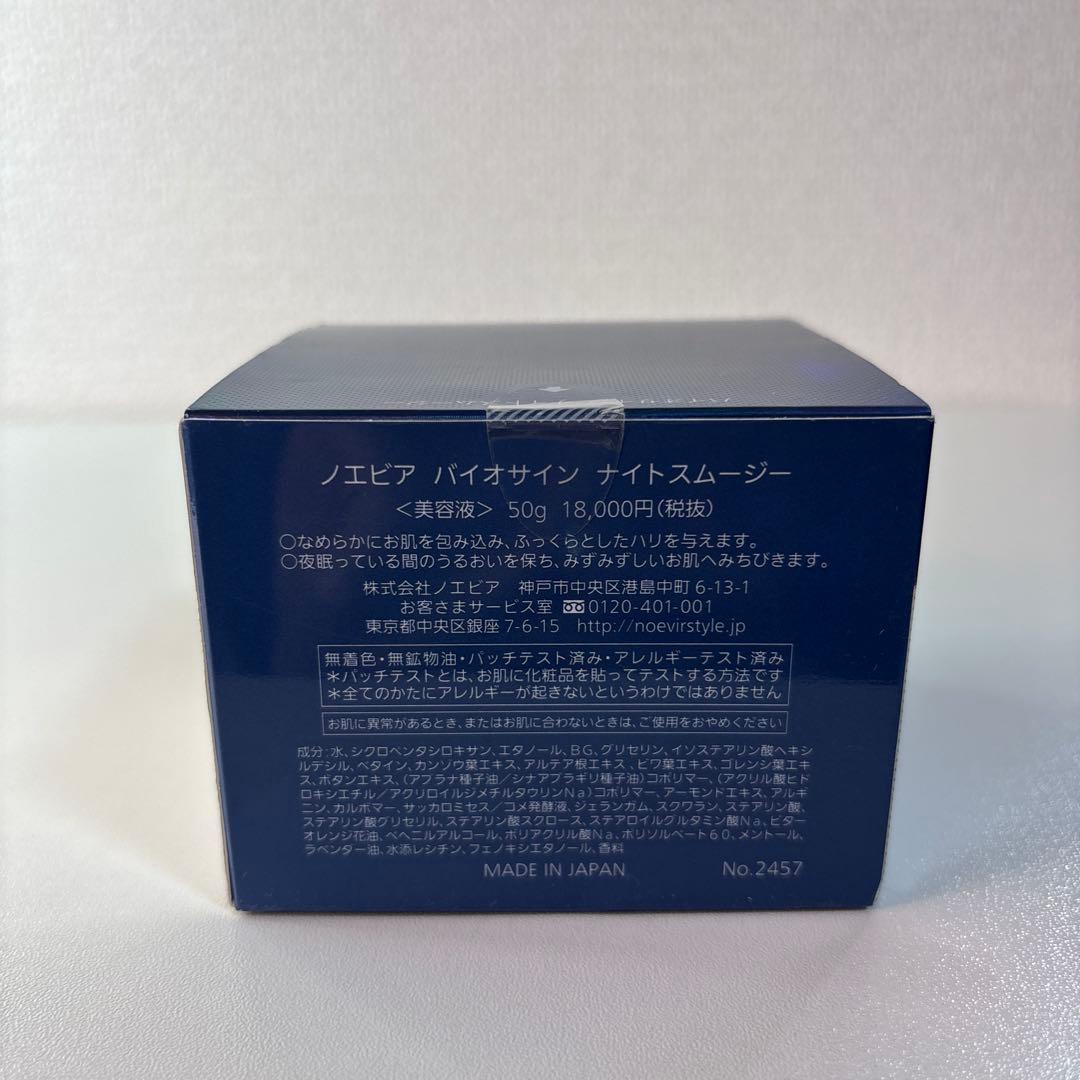 ノエビア バイオサイン ナイトスムージー
＜美容液＞ 50g 18,000円(税抜)
○なめらかにお肌を包み込み、ふっくらとしたハリを与えます。
○夜眠っている間のうるおいを保ち、みずみずしいお肌へみちびきます。
株式会社ノエビア 神戸市中央区港島中町 6-13-1
お客さまサービス室 0120-401-001
東京都中央区銀座 7-6-15 http://noevirstyle.jp
無着色・無鉱物油・パッチテスト済み・アレルギーテスト済み
＊パッチテストとは、お肌に化粧品を貼ってテストする方法です
＊全てのかたにアレルギーが起きないというわけではありません
お肌に異常があるとき、またはお肌に合わないときは、ご使用をおやめください
成分：水、シクロペンタシロキサン、エタノール、BG、グリセリン、イソステアリン酸ヘキシ
ルデシル、ベタイン、カンゾウ葉エキス、アルテア根エキス、ビワ葉エキス、ゴレンシ葉エキ
ス、ボタンエキス、(アブラナ種子油／シナアブラギリ種子油)コポリマー、(アクリル酸ヒド
ロキシエチル／アクリロイルジメチルタウリンNa)コポリマー、アーモンドエキス、アルギ
ニン、カルボマー、サッカロミセス／コメ発酵液、ジェランガム、スクワラン、ステアリン酸、
ステアリン酸グリセリル、ステアリン酸スクロース、ステアロイルグルタミン酸Na、ビター
オレンジ花油、ベヘニルアルコール、ポリアクリル酸Na、ポリソルベート60、メントール、
ラベンダー油、水添レシチン、フェノキシエタノール、香料
MADE IN JAPAN No.2457